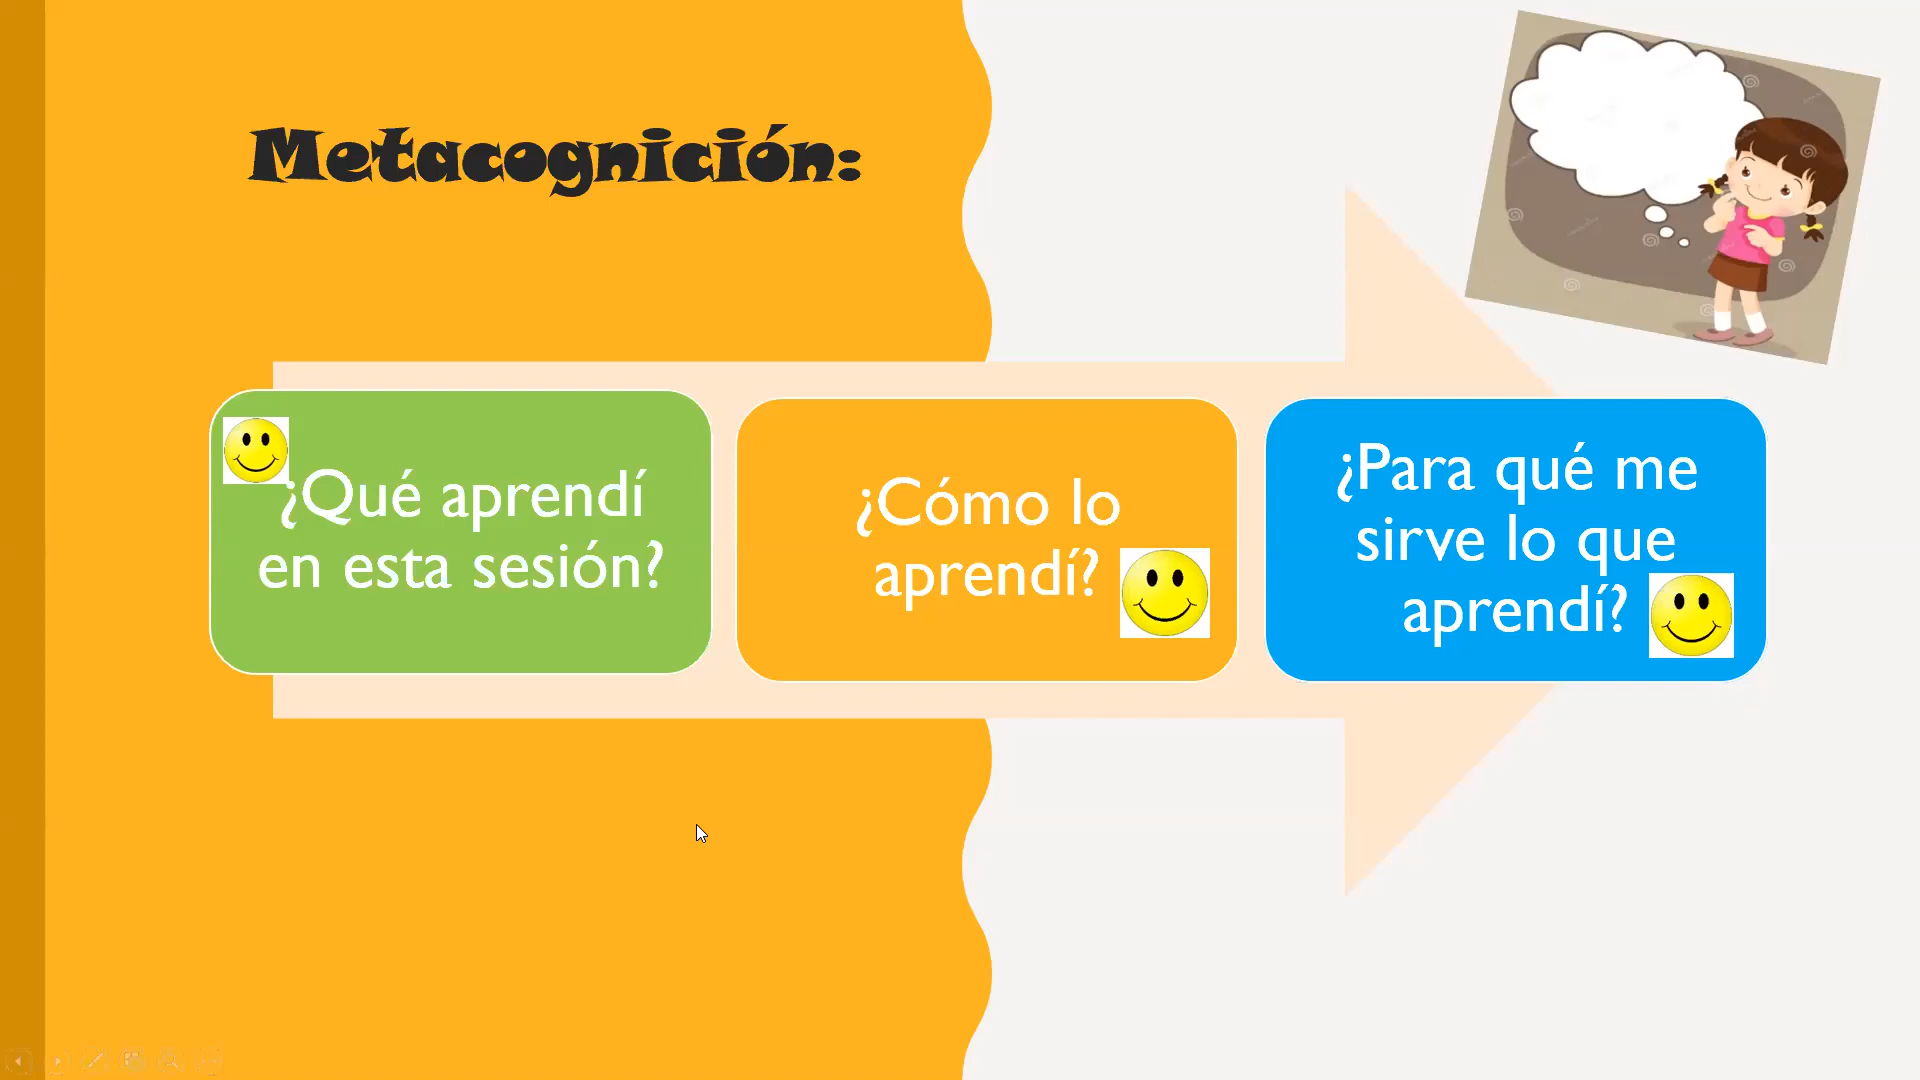 Metacognición:
¿Qué aprendí
en esta sesión?
¿Cómo lo
aprendí?
¿Para qué me
sirve lo que
aprendí?